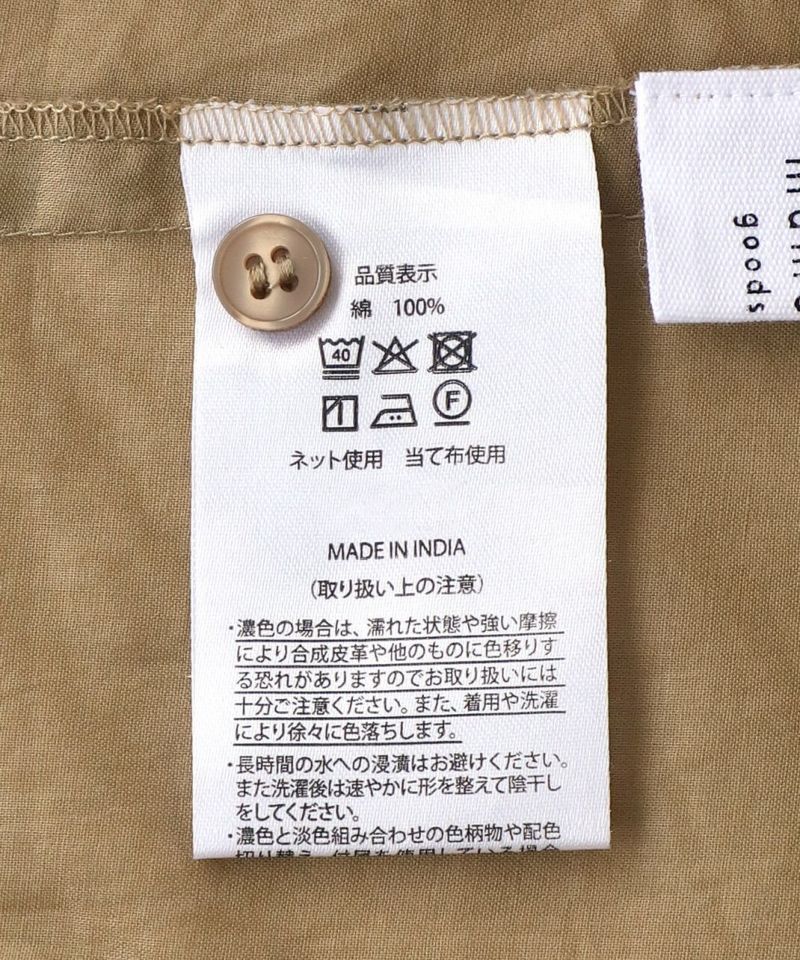 品質表示
綿 100%
40
F
ネット使用 当て布使用
MADE IN INDIA
(取り扱い上の注意)
・濃色の場合は、濡れた状態や強い摩擦
により合成皮革や他のものに色移りす
る恐れがありますのでお取り扱いには
十分ご注意ください。また、着用や洗濯
により徐々に色落ちします。
・長時間の水への浸漬はお避けください。
また洗濯後は速やかに形を整えて陰干し
をしてください。
・濃色と淡色組み合わせの色柄物や配色
goods